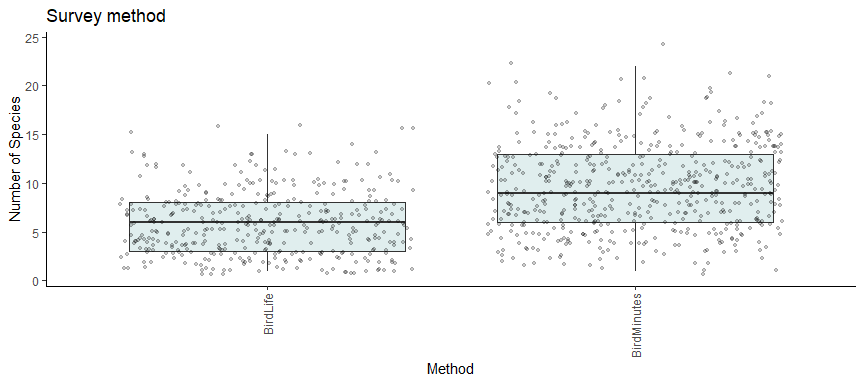 Survey method
Number of Species
25
20
15
10
5
0
BirdLife
BirdMinutes
Method